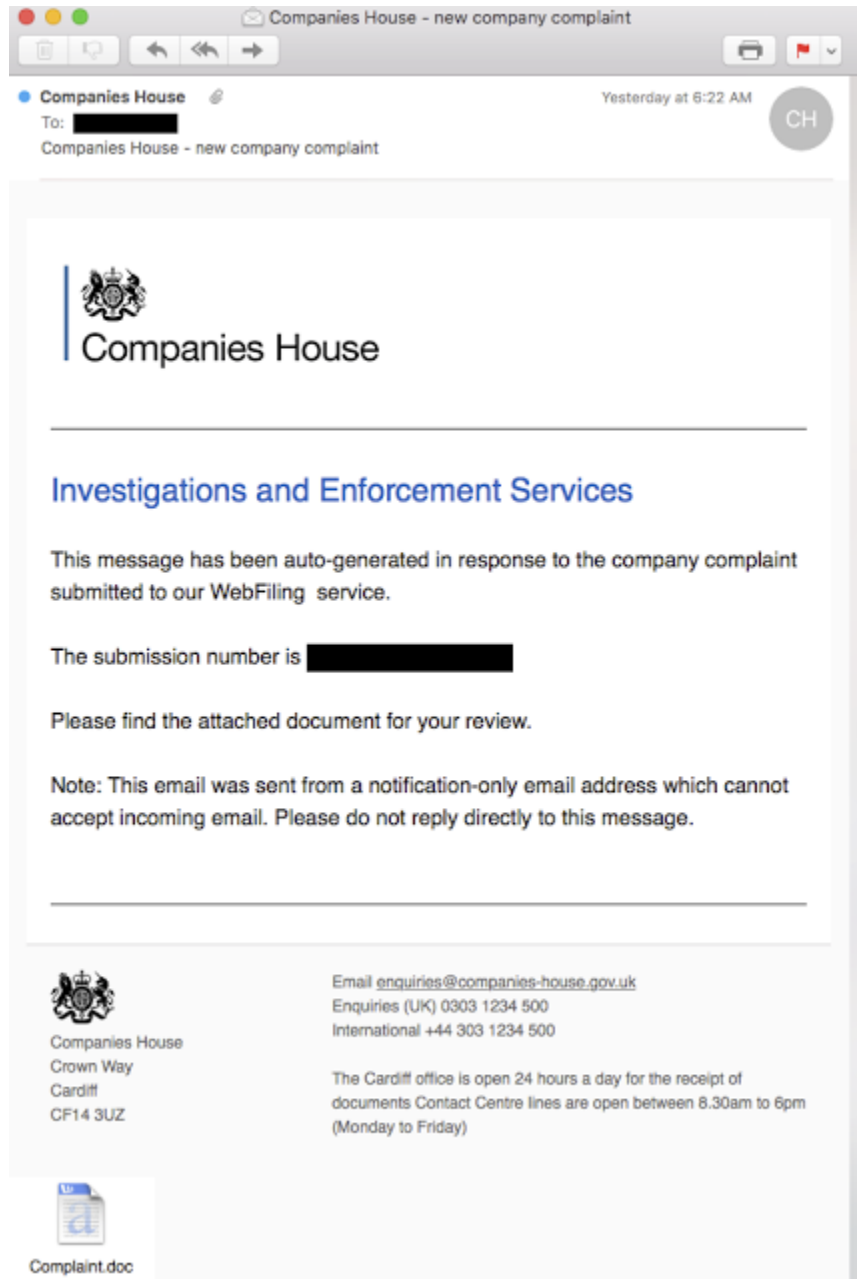 Companies House - new company complaint
Companies House
Yesterday at 6:22 AM
CH
To:
Companies House - new company complaint
Companies House
Investigations and Enforcement Services
This message has been auto-generated in response to the company complaint
submitted to our WebFiling service.
The submission number is
Please find the attached document for your review.
Note: This email was sent from a notification-only email address which cannot
accept incoming email. Please do not reply directly to this message.
Companies House
Crown Way
Cardiff
CF14 3UZ
Email enquiries@companies-house.gov.uk
Enquiries (UK) 0303 1234 500
International +44 303 1234 500
The Cardiff office is open 24 hours a day for the receipt of
documents Contact Centre lines are open between 8.30am to 6pm
(Monday to Friday)
Complaint.doc